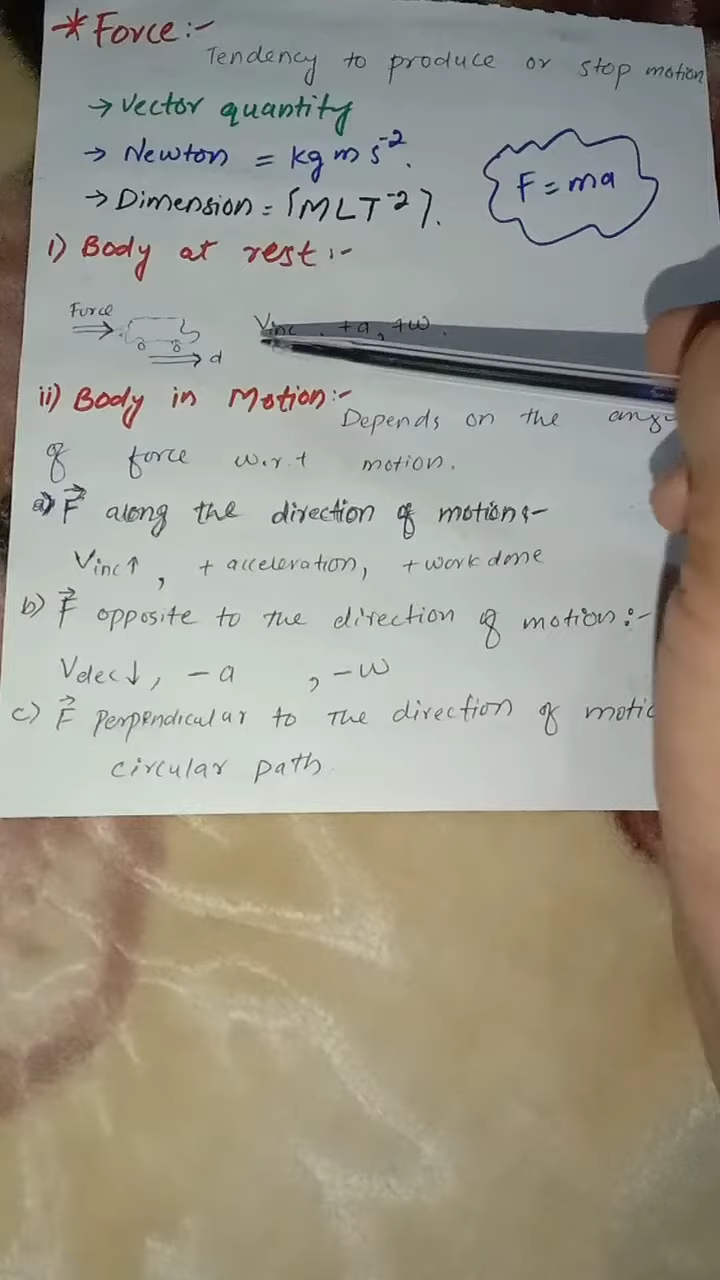 * Force:-
Tendency to produce or stop motion
→ Vector quantity
→ Newton = kg m s⁻².
→ Dimension = [MLT⁻²].
F = ma
i) Body at rest :-
Force
d
Vinc , +a, +w.
ii) Body in Motion:-
Depends on the
of force w.r.t motion.
a) F⃗ along the direction of motion:-
Vinc↑ , + acceleration, + work done
b) F⃗ opposite to the direction of motion:-
Vdec↓, -a , -w
c) F⃗ perpendicular to the direction of
circular path.